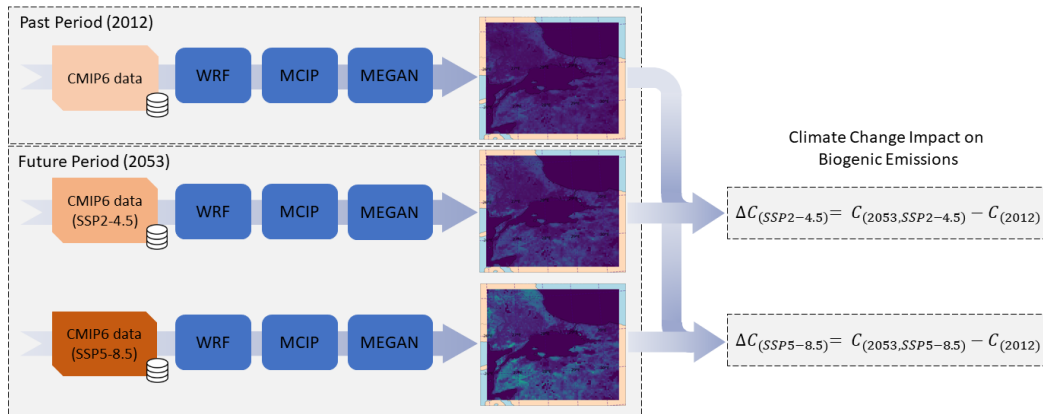 Past Period (2012)
CMIP6 data
WRF
MCIP
MEGAN
Future Period (2053)
CMIP6 data
(SSP2-4.5)
WRF
MCIP
MEGAN
CMIP6 data
(SSP5-8.5)
WRF
MCIP
MEGAN
Climate Change Impact on
Biogenic Emissions
ΔC(SSP2−4.5)= C(2053,SSP2−4.5) − C(2012)
ΔC(SSP5−8.5)= C(2053,SSP5−8.5) − C(2012)